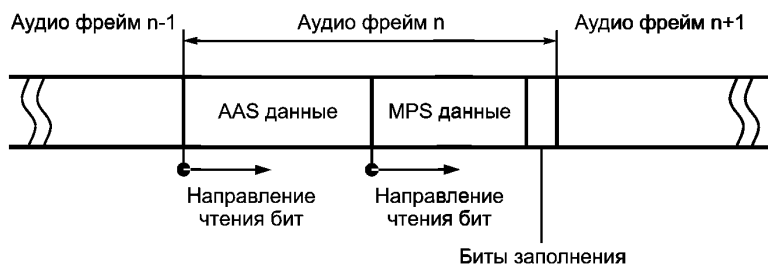 Аудио фрейм n-1
Аудио фрейм n
Аудио фрейм n+1
AAS данные
MPS данные
Направление
чтения бит
Направление
чтения бит
Биты заполнения